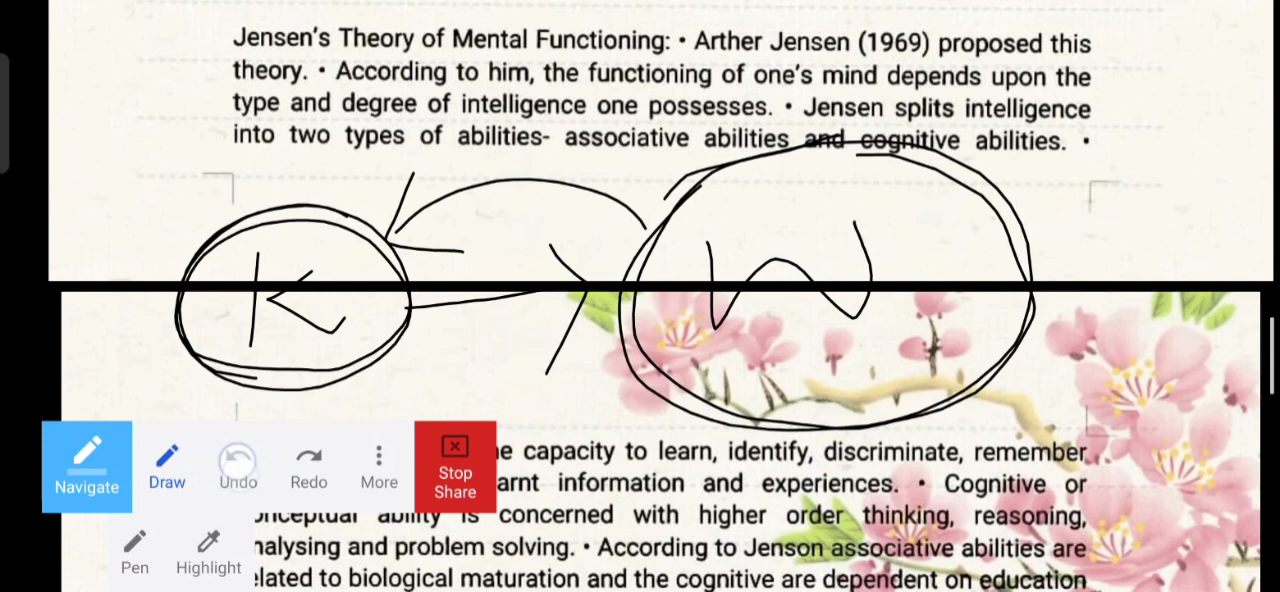 Jensen's Theory of Mental Functioning: • Arther Jensen (1969) proposed this
theory. • According to him, the functioning of one's mind depends upon the
type and degree of intelligence one possesses. • Jensen splits intelligence
into two types of abilities- associative abilities and cognitive abilities. •
K
W
capacity to learn, identify, discriminate, remember
information and experiences. • Cognitive or
ability is concerned with higher order thinking, reasoning,
and problem solving. • According to Jenson associative abilities are
to biological maturation and the cognitive are dependent on education
Navigate
Draw
Undo
Redo
More
Stop
Share
Pen
Highlight